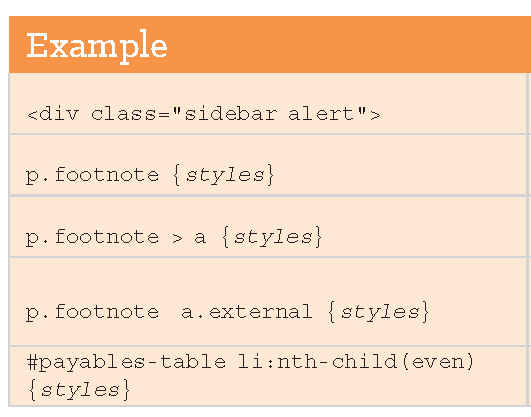 Example
<div class="sidebar alert">
p.footnote {styles}
p.footnote > a {styles}
p.footnote a.external {styles}
#payables-table li:nth-child(even)
{styles}